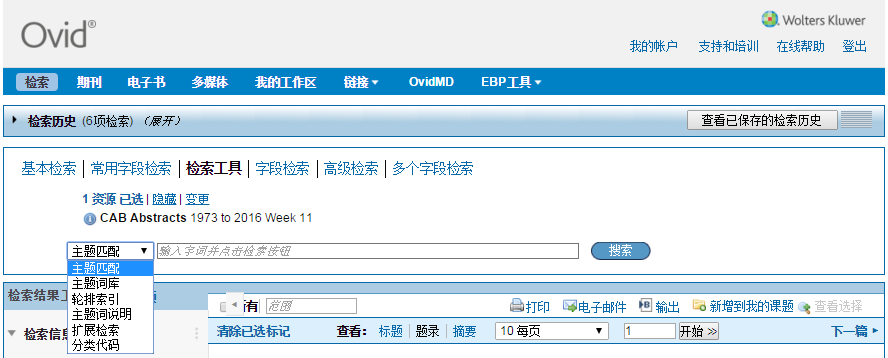 Ovid®
Wolters Kluwer
我的帐户 支持和培训 在线帮助 登出
检索 期刊 电子书 多媒体 我的工作区 链接 OvidMD EBP工具
检索历史 (6项检索) (展开) 查看已保存的检索历史
基本检索 | 常用字段检索 | 检索工具 | 字段检索 | 高级检索 | 多个字段检索
1 资源 已选 | 隐藏 | 变更
CAB Abstracts 1973 to 2016 Week 11
主题匹配 输入字词并点击检索按钮 搜索
主题匹配
主题词库
轮排索引
主题词说明
扩展检索
分类代码
检索结果
有 范围 打印 电子邮件 输出 新增到我的课题 查看选择
检索信息
清除已选标记 查看: 标题 | 题录 | 摘要 10 每页 1 开始 >> 下一篇